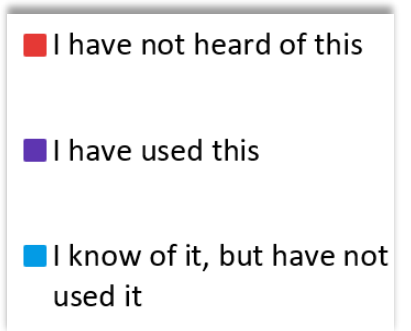 I have not heard of this
I have used this
I know of it, but have not
used it